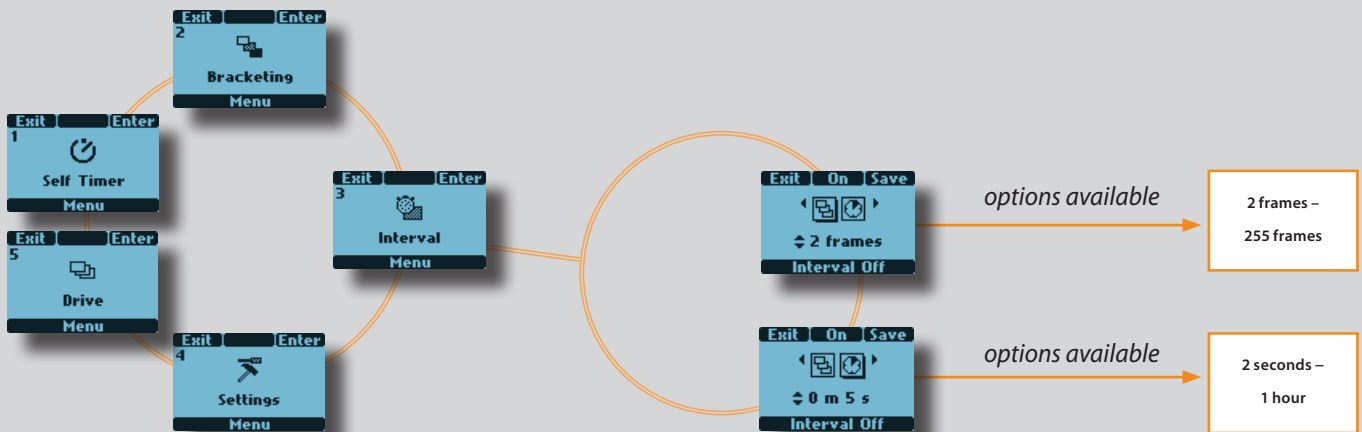 Exit Enter
2
Bracketing
Menu
Exit Enter
1
Self Timer
Menu
Exit Enter
3
Interval
Menu
Exit Enter
5
Drive
Menu
Exit Enter
4
Settings
Menu
Exit On Save
2 frames
Interval Off
options available
2 frames –
255 frames
Exit On Save
0 m 5 s
Interval Off
options available
2 seconds –
1 hour